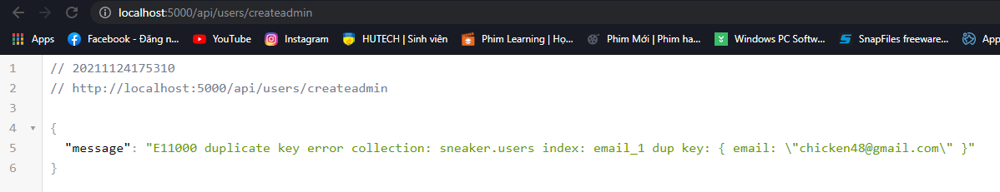 localhost:5000/api/users/createadmin
Apps Facebook - Đăng n... YouTube Instagram HUTECH | Sinh viên Phim Learning | Họ... Phim Mới | Phim ha... Windows PC Softw... SnapFiles freeware... App
1 // 20211124175310
2 // http://localhost:5000/api/users/createadmin
3
4 {
5 "message": "E11000 duplicate key error collection: sneaker.users index: email_1 dup key: { email: \"chicken48@gmail.com\" }"
6 }